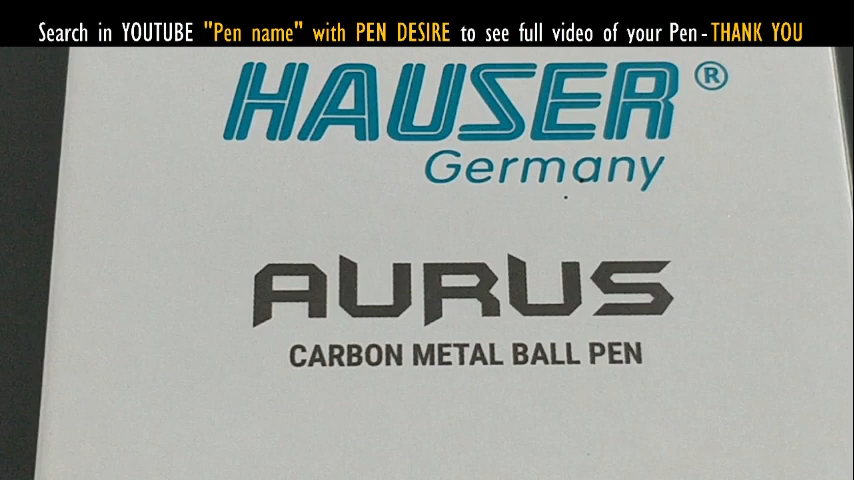 Search in YOUTUBE "Pen name" with PEN DESIRE to see full video of your Pen - THANK YOU
HAUSER®
Germany
AURUS
CARBON METAL BALL PEN